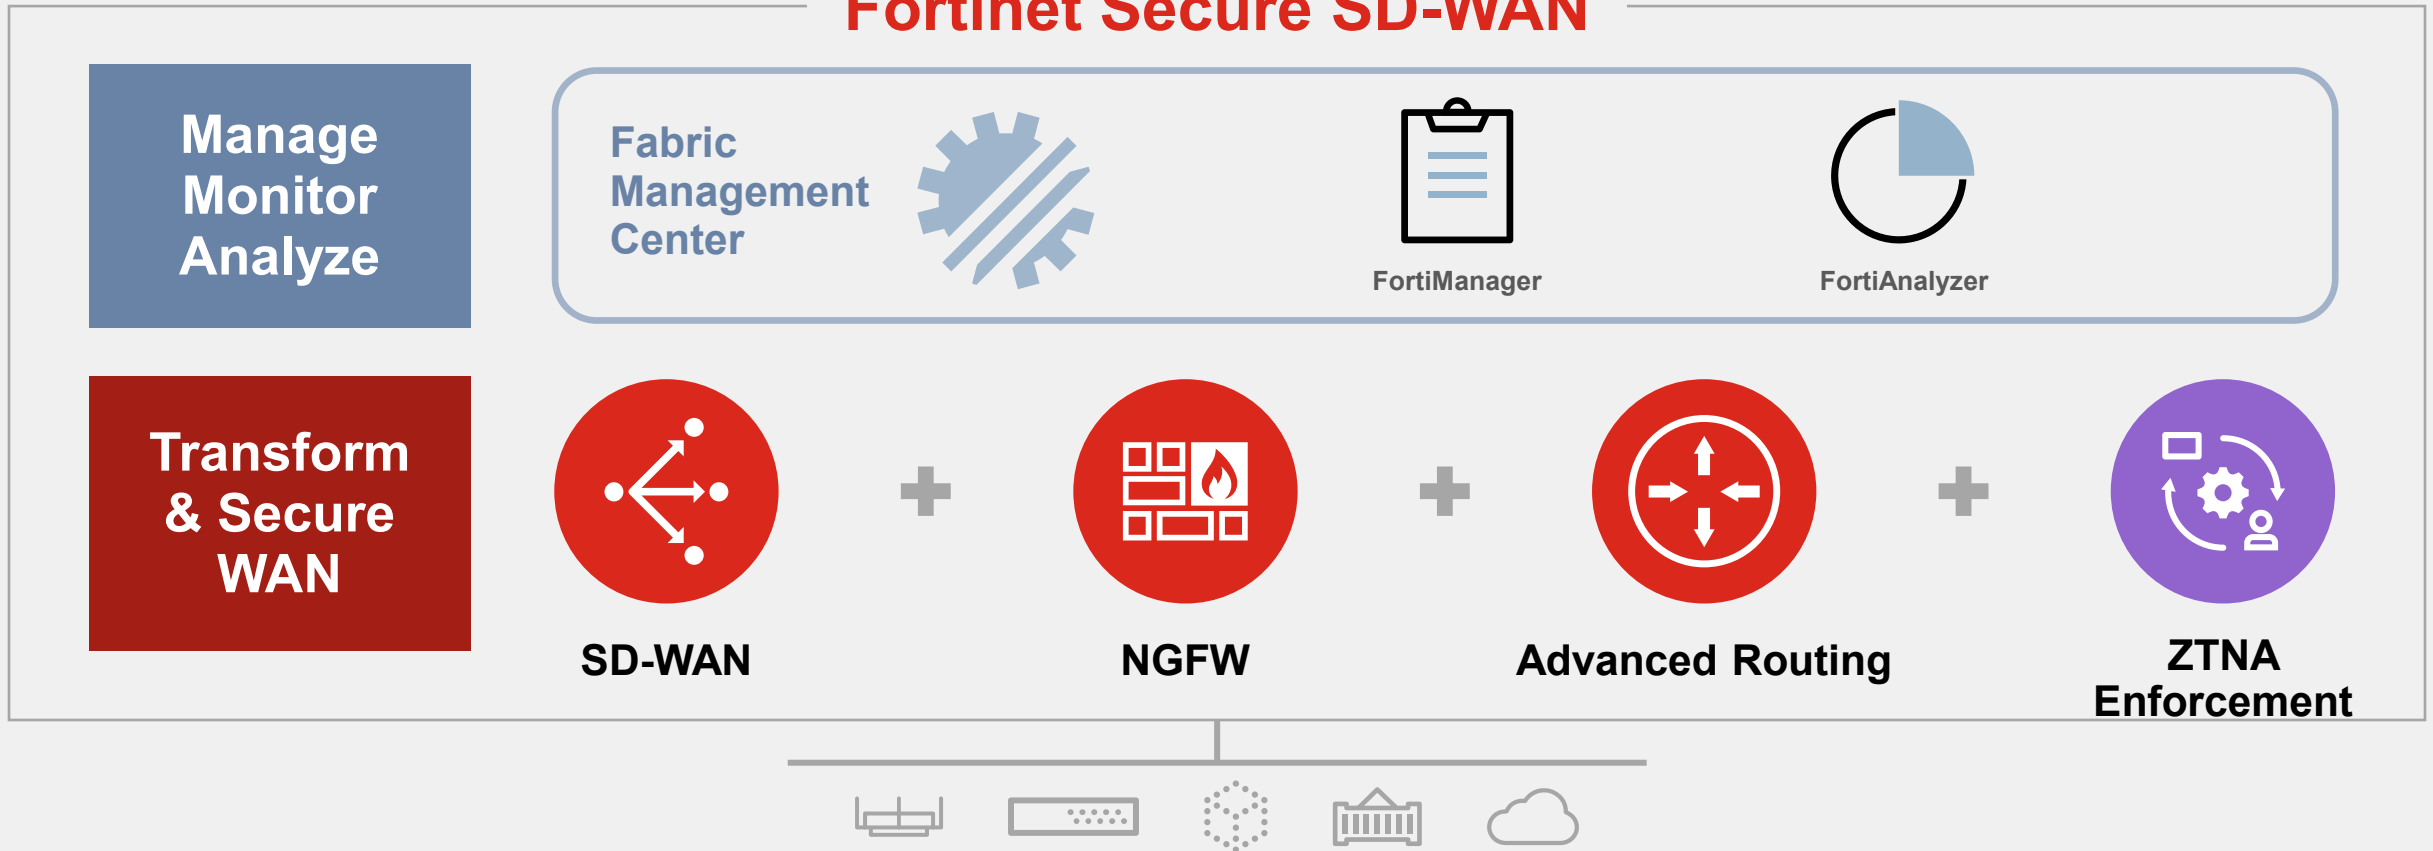 Fortinet Secure SD-WAN
Manage
Monitor
Analyze
Fabric
Management
Center
FortiManager
FortiAnalyzer
Transform
& Secure
WAN
SD-WAN
NGFW
Advanced Routing
ZTNA
Enforcement